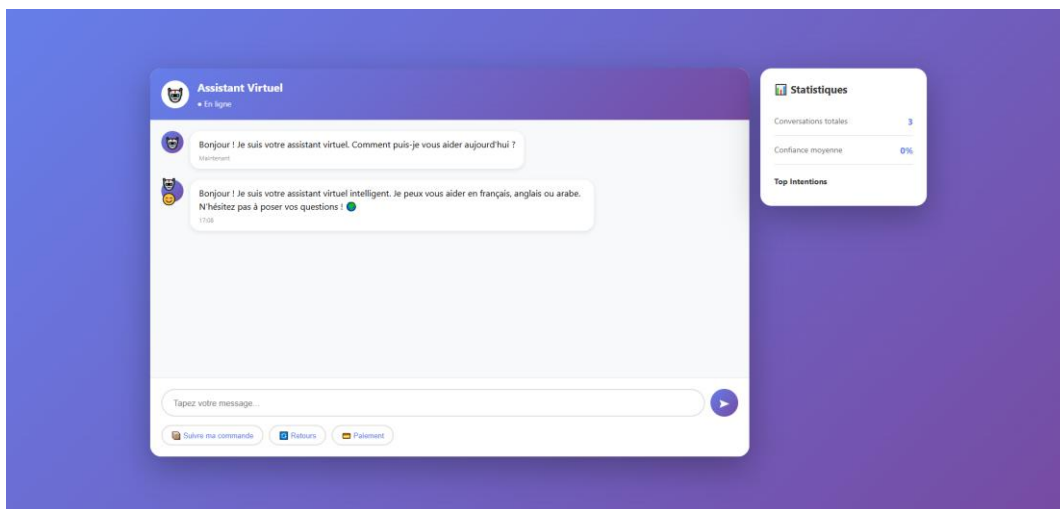 Assistant Virtuel
• En ligne
Bonjour ! Je suis votre assistant virtuel. Comment puis-je vous aider aujourd'hui ?
Maintenant
Bonjour ! Je suis votre assistant virtuel intelligent. Je peux vous aider en français, anglais ou arabe.
N'hésitez pas à poser vos questions !
17:08
Tapez votre message...
Suivre ma commande
Retours
Paiement
Statistiques
Conversations totales 3
Confiance moyenne 0%
Top Intentions